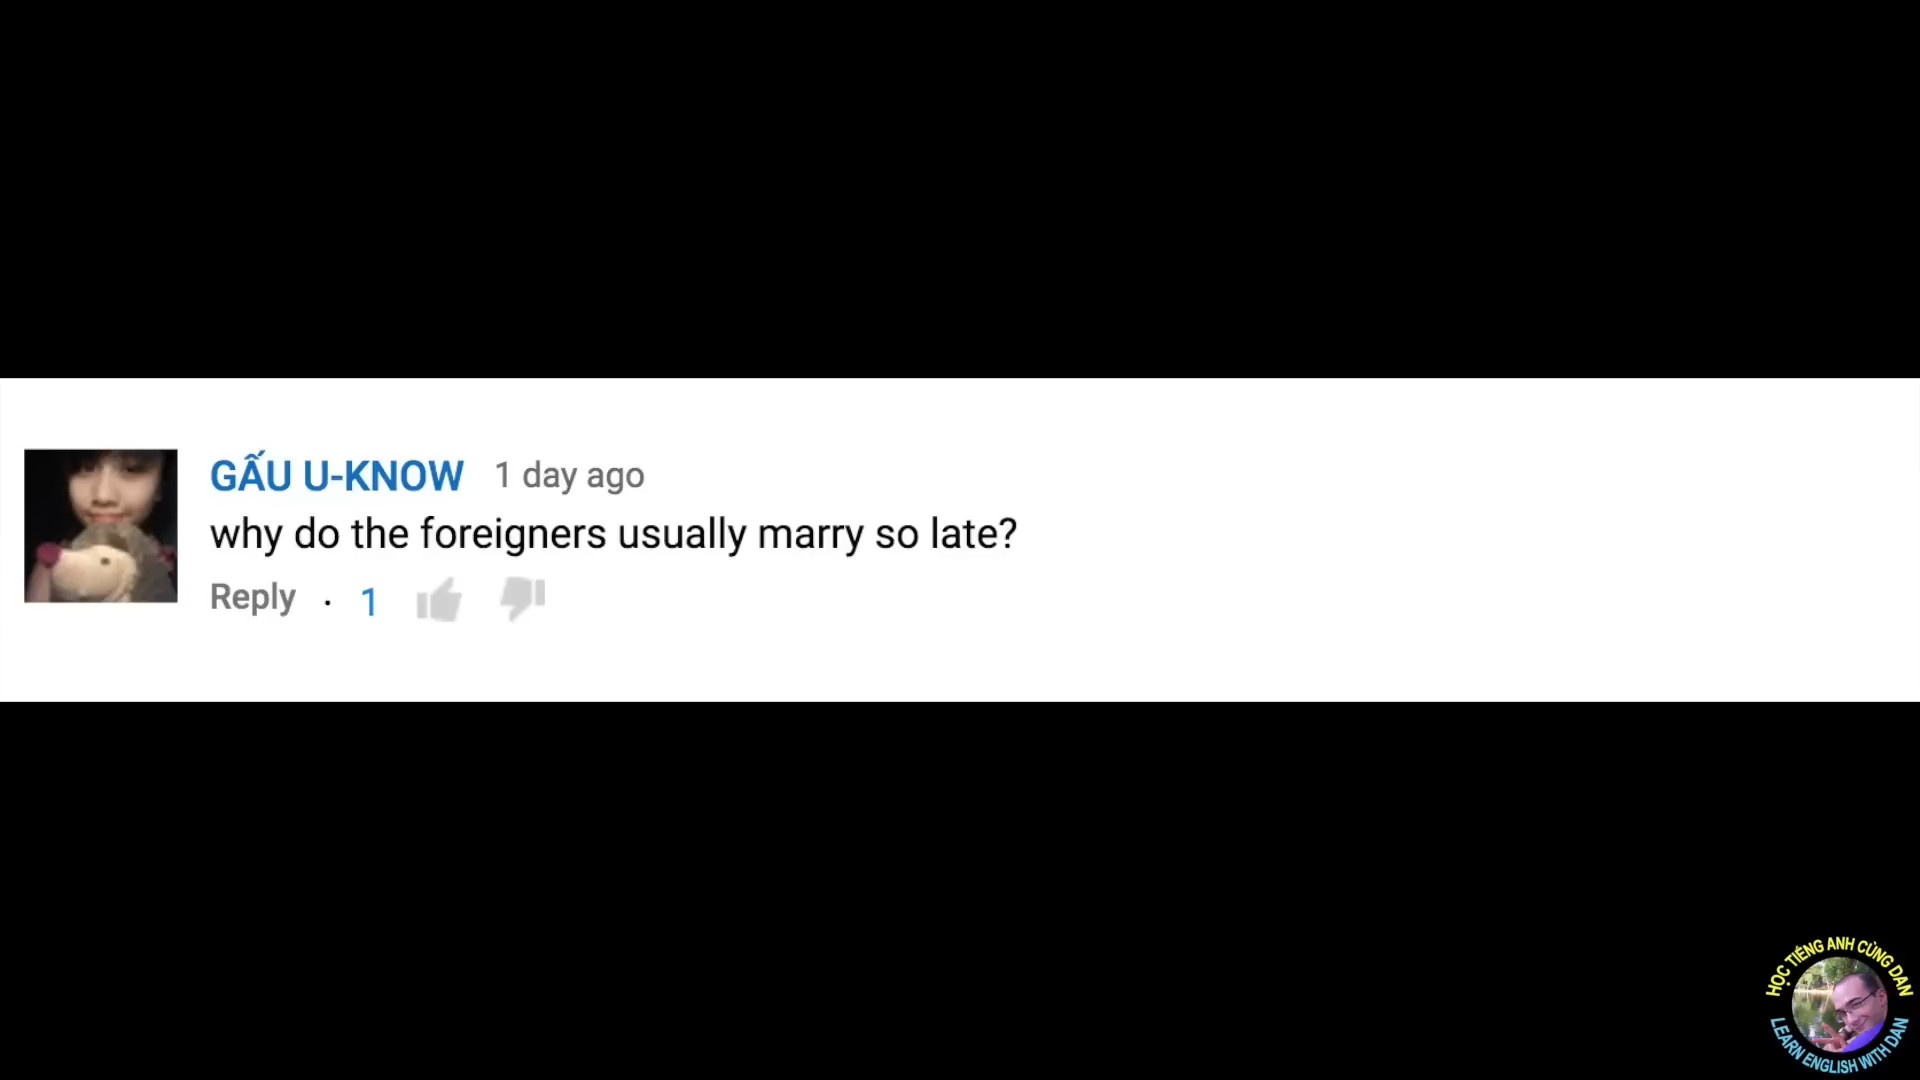 GẤU U-KNOW 1 day ago
why do the foreigners usually marry so late?
Reply · 1
HỌC TIẾNG ANH CÙNG DAN
LEARN ENGLISH WITH DAN